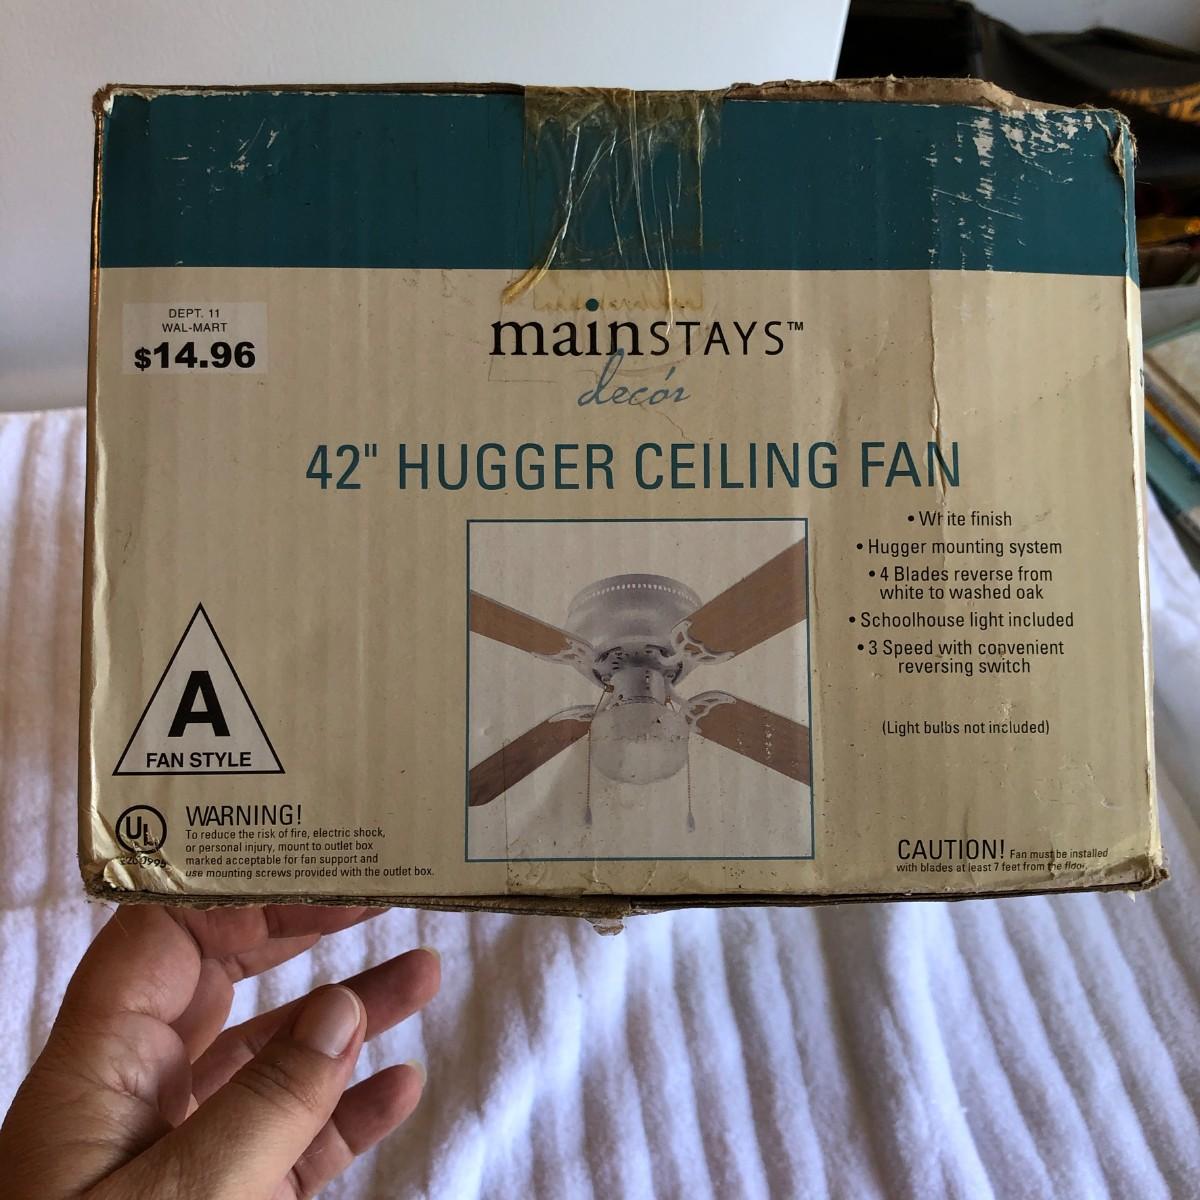 DEPT. 11
WAL-MART
$14.96
mainSTAYS™
decór
42" HUGGER CEILING FAN
• White finish
• Hugger mounting system
• 4 Blades reverse from
white to washed oak
• Schoolhouse light included
• 3 Speed with convenient
reversing switch
(Light bulbs not included)
A
FAN STYLE
UL
WARNING!
To reduce the risk of fire, electric shock,
or personal injury, mount to outlet box
marked acceptable for fan support and
use mounting screws provided with the outlet box.
CAUTION! Fan must be installed
with blades at least 7 feet from the floor.